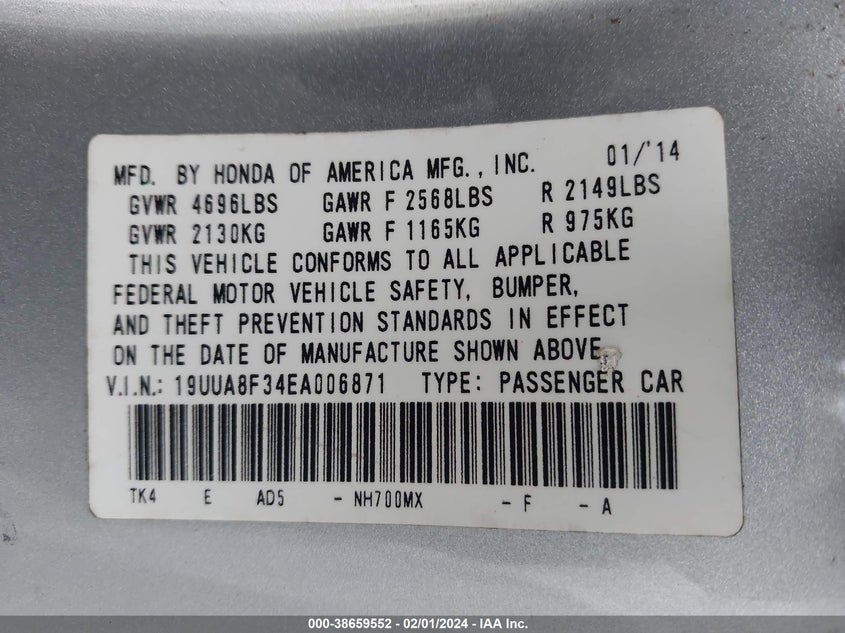 MFD. BY HONDA OF AMERICA MFG., INC. 01/'14
GVWR 4696LBS GAWR F 2568LBS R 2149LBS
GVWR 2130KG GAWR F 1165KG R 975KG
THIS VEHICLE CONFORMS TO ALL APPLICABLE
FEDERAL MOTOR VEHICLE SAFETY, BUMPER,
AND THEFT PREVENTION STANDARDS IN EFFECT
ON THE DATE OF MANUFACTURE SHOWN ABOVE.
V.I.N.: 19UUA8F34EA006871 TYPE: PASSENGER CAR
TK4 E AD5 - NH700MX - F - A
000-38659552 - 02/01/2024 - IAA Inc.